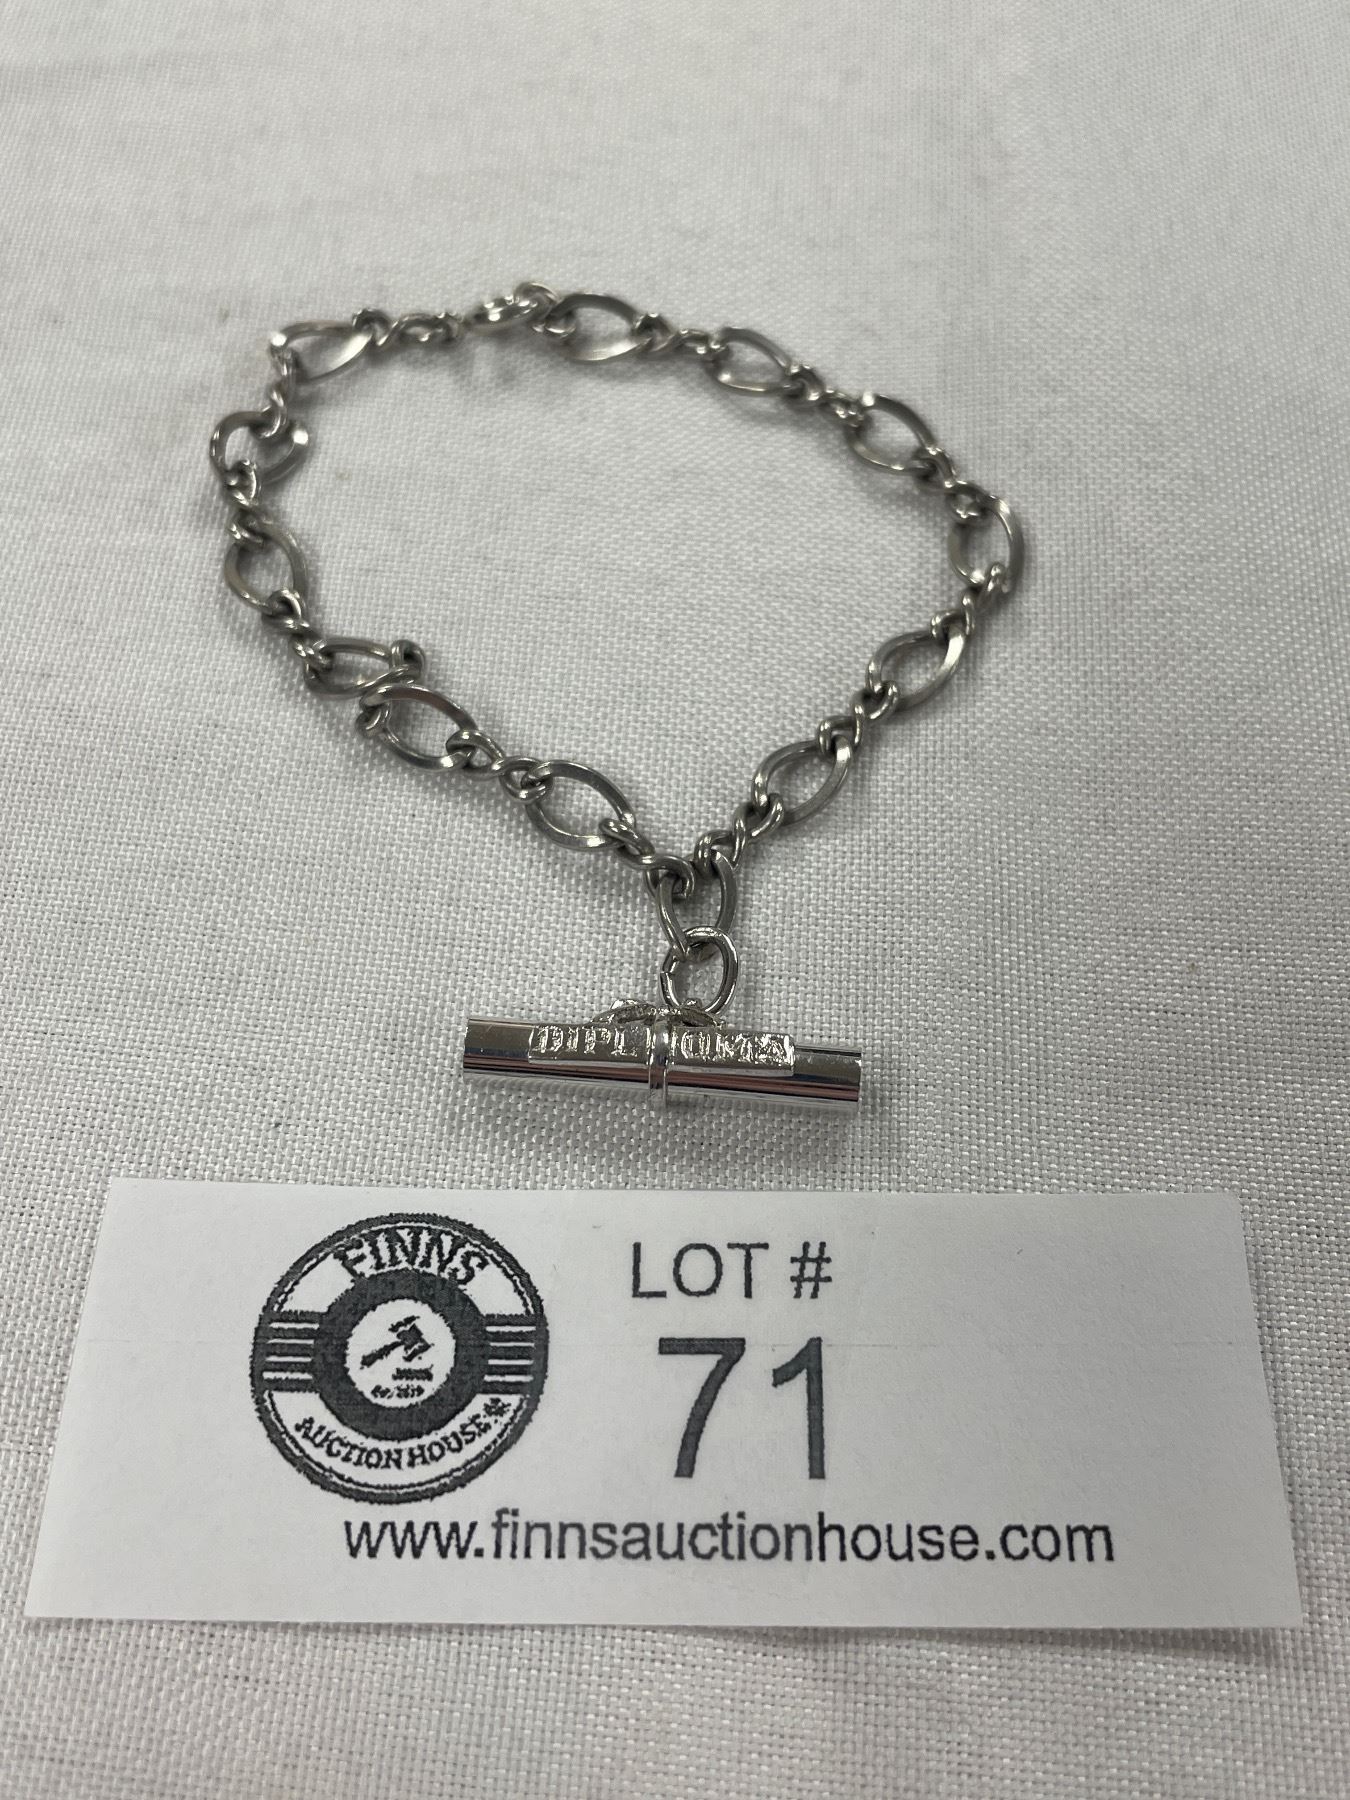 DIPLOMA
FINNS
AUCTION HOUSE
LOT #
71
www.finnsauctionhouse.com